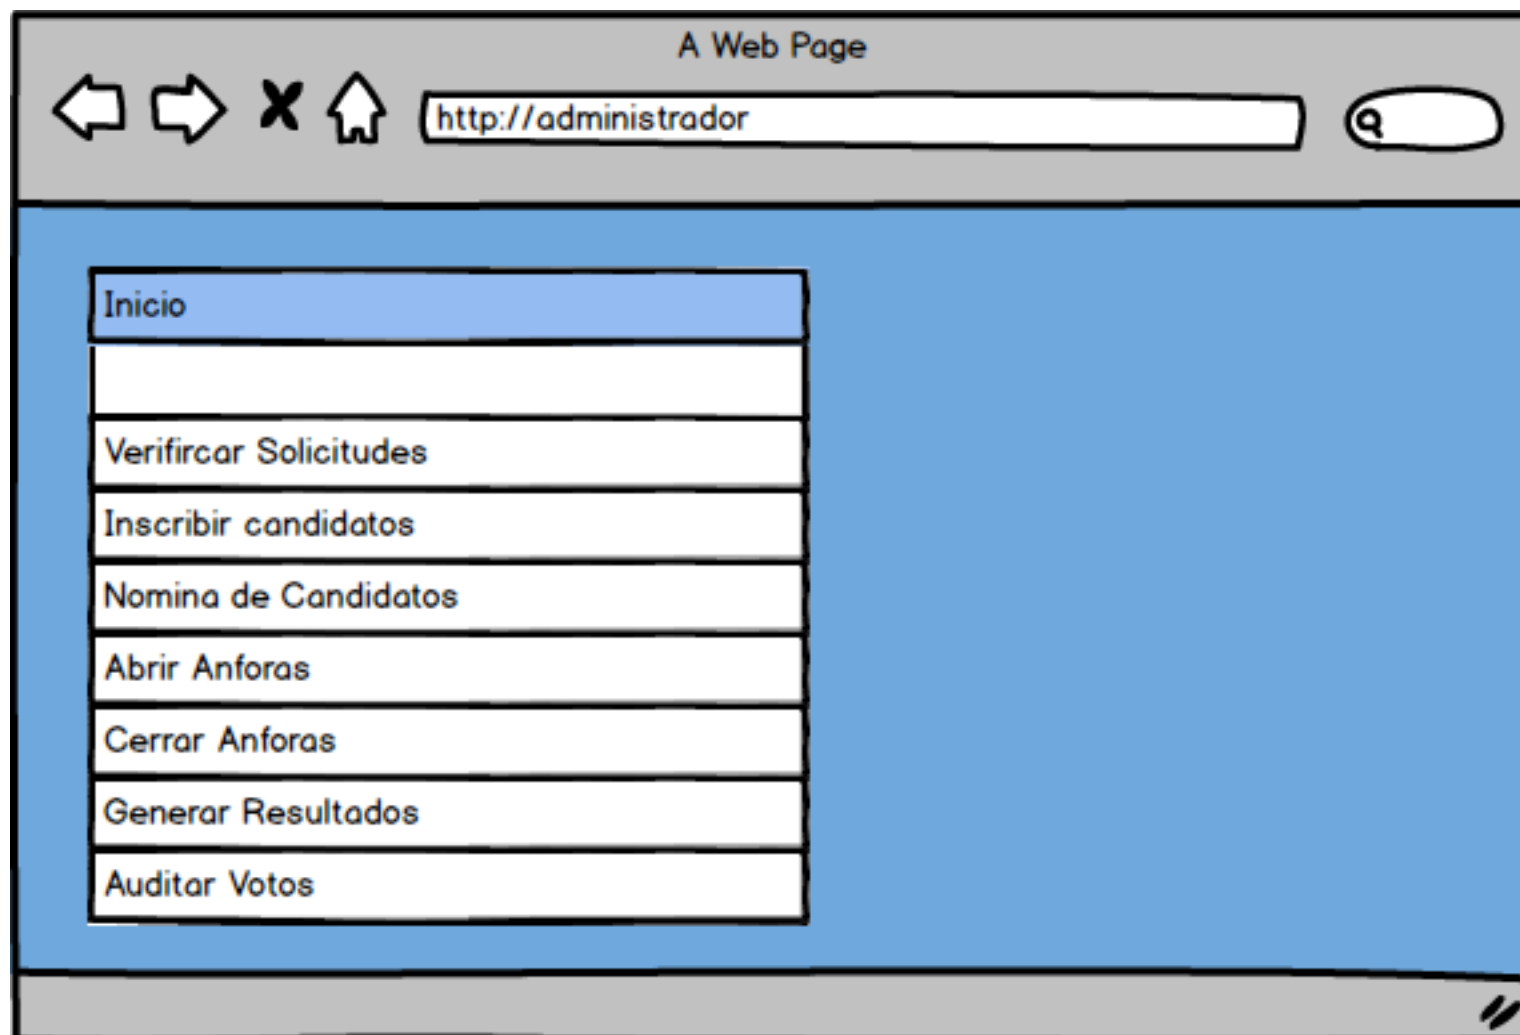 A Web Page
http://administrador
Inicio
Verifircar Solicitudes
Inscribir candidatos
Nomina de Candidatos
Abrir Anforas
Cerrar Anforas
Generar Resultados
Auditar Votos